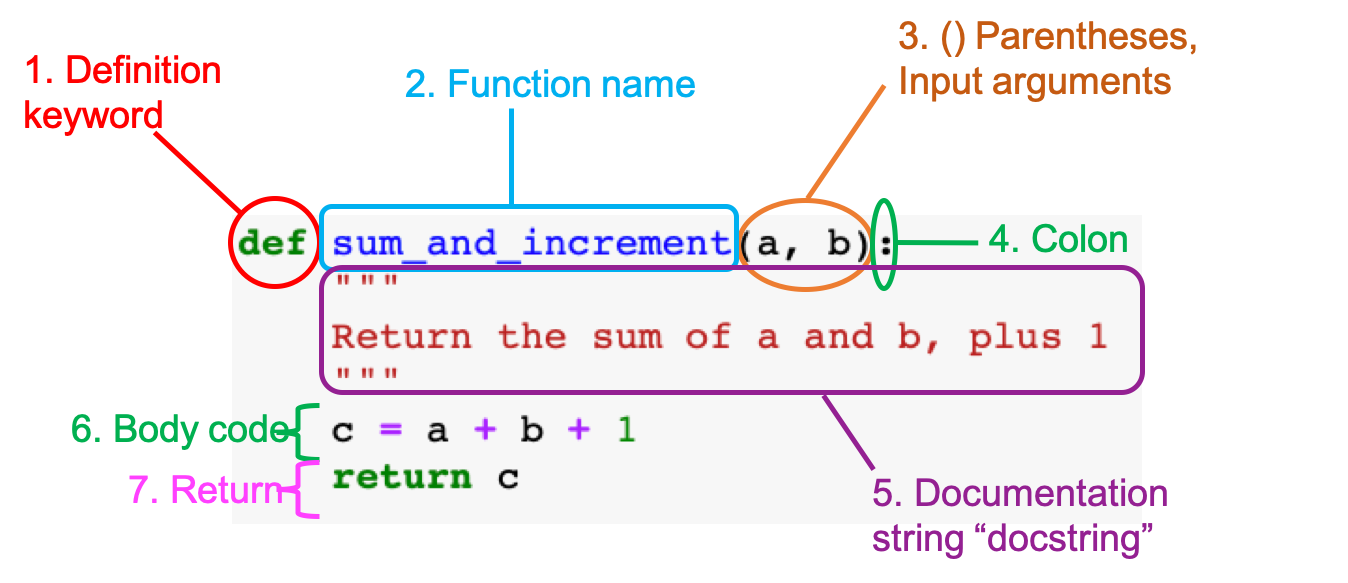 1. Definition
keyword
2. Function name
3. () Parentheses,
Input arguments
def sum_and_increment(a, b):
4. Colon
"""
Return the sum of a and b, plus 1
"""
6. Body code
c = a + b + 1
7. Return
return c
5. Documentation
string “docstring”